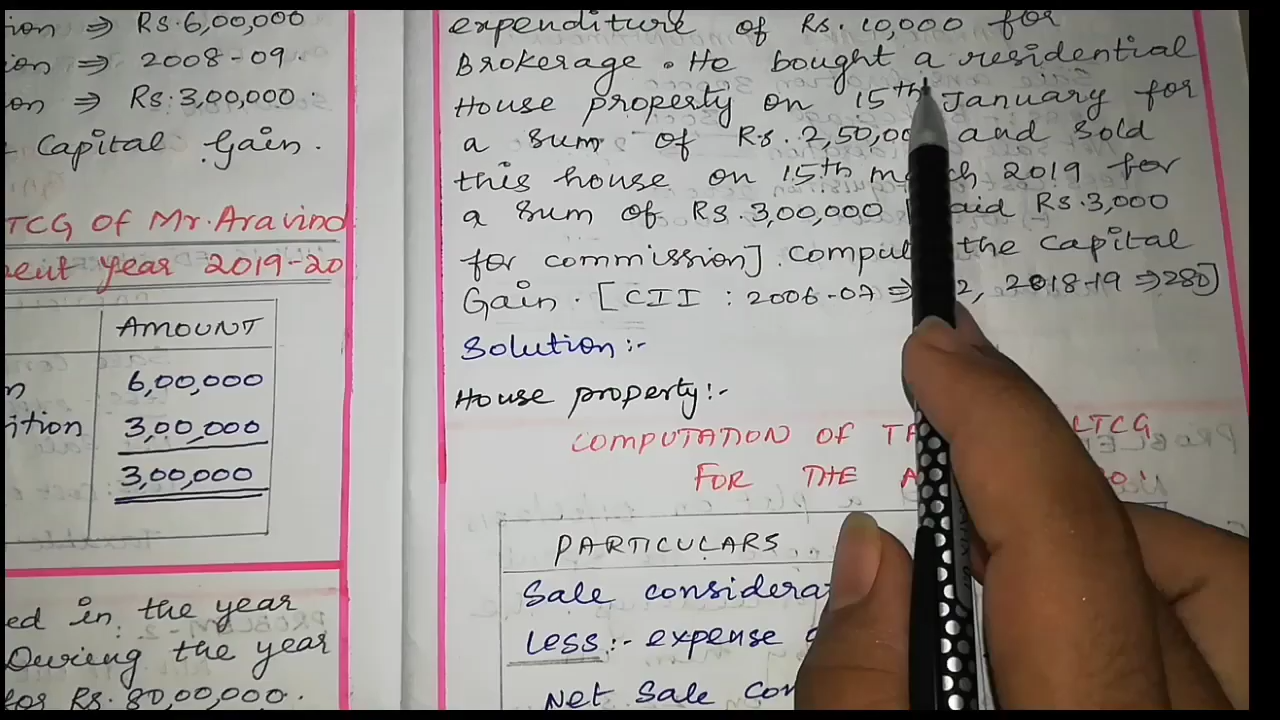 ion ⇒ Rs.6,00,000
ion ⇒ 2008-09.
on ⇒ Rs:3,00,000.
Capital Gain.
TCG of Mr.Aravind
year 2019-20
AMOUNT
6,00,000
ition 3,00,000
3,00,000
ed in the year
During the year
for Rs. 80,00,000.
expenditure of Rs. 10,000 for
Brokerage. He bought a residential
House property on 15th January for
a sum of Rs. 2,50,00 and sold
this house on 15th March 2019 for
a sum of Rs.3,00,000 Rs.3,000
for commission]. the Capital
Gain. [CII : 2006-07 ⇒ 2, 2018-19 ⇒ 280]
Solution:-
House property:-
COMPUTATION OF LTCG
FOR THE
PARTICULARS
Sale
Less:- expense
Net Sale